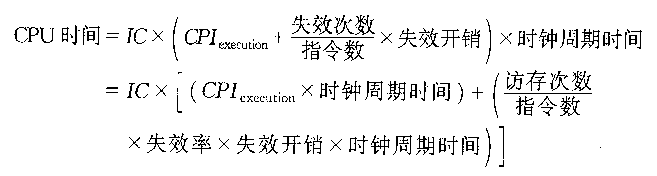 CPU 时间 = IC × ( CPI_execution + 失效次数/指令数 × 失效开销 ) × 时钟周期时间
= IC × [ ( CPI_execution × 时钟周期时间 ) + ( 访存次数/指令数
× 失效率 × 失效开销 × 时钟周期时间 ) ]